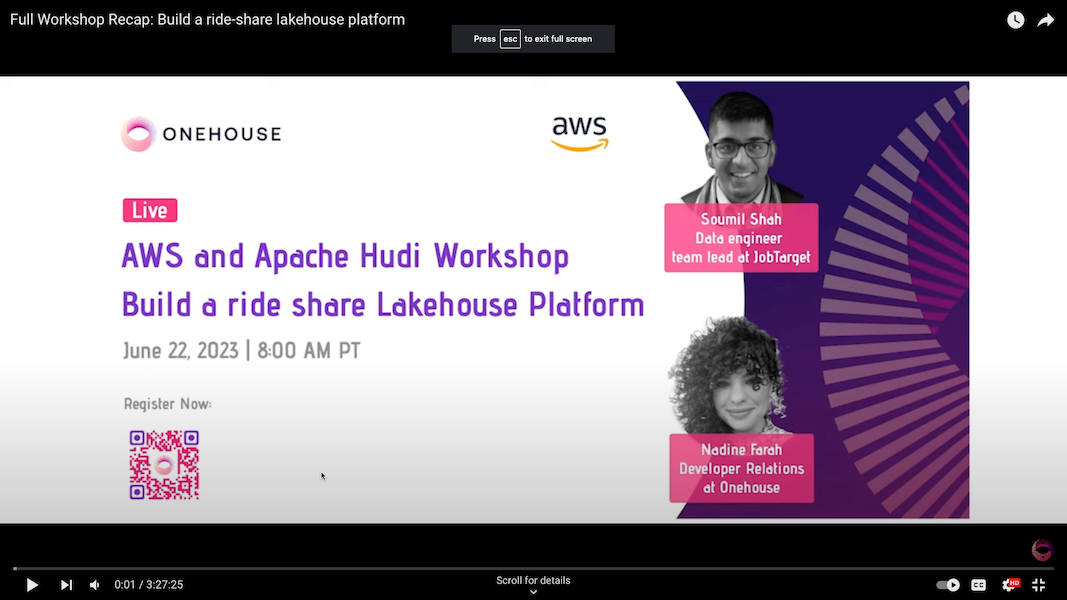 Full Workshop Recap: Build a ride-share lakehouse platform
Press esc to exit full screen
ONEHOUSE
aws
Live
AWS and Apache Hudi Workshop
Build a ride share Lakehouse Platform
June 22, 2023 | 8:00 AM PT
Register Now:
Soumil Shah
Data engineer
team lead at JobTarget
Nadine Farah
Developer Relations
at Onehouse
0:01 / 3:27:25
Scroll for details
CC
HD